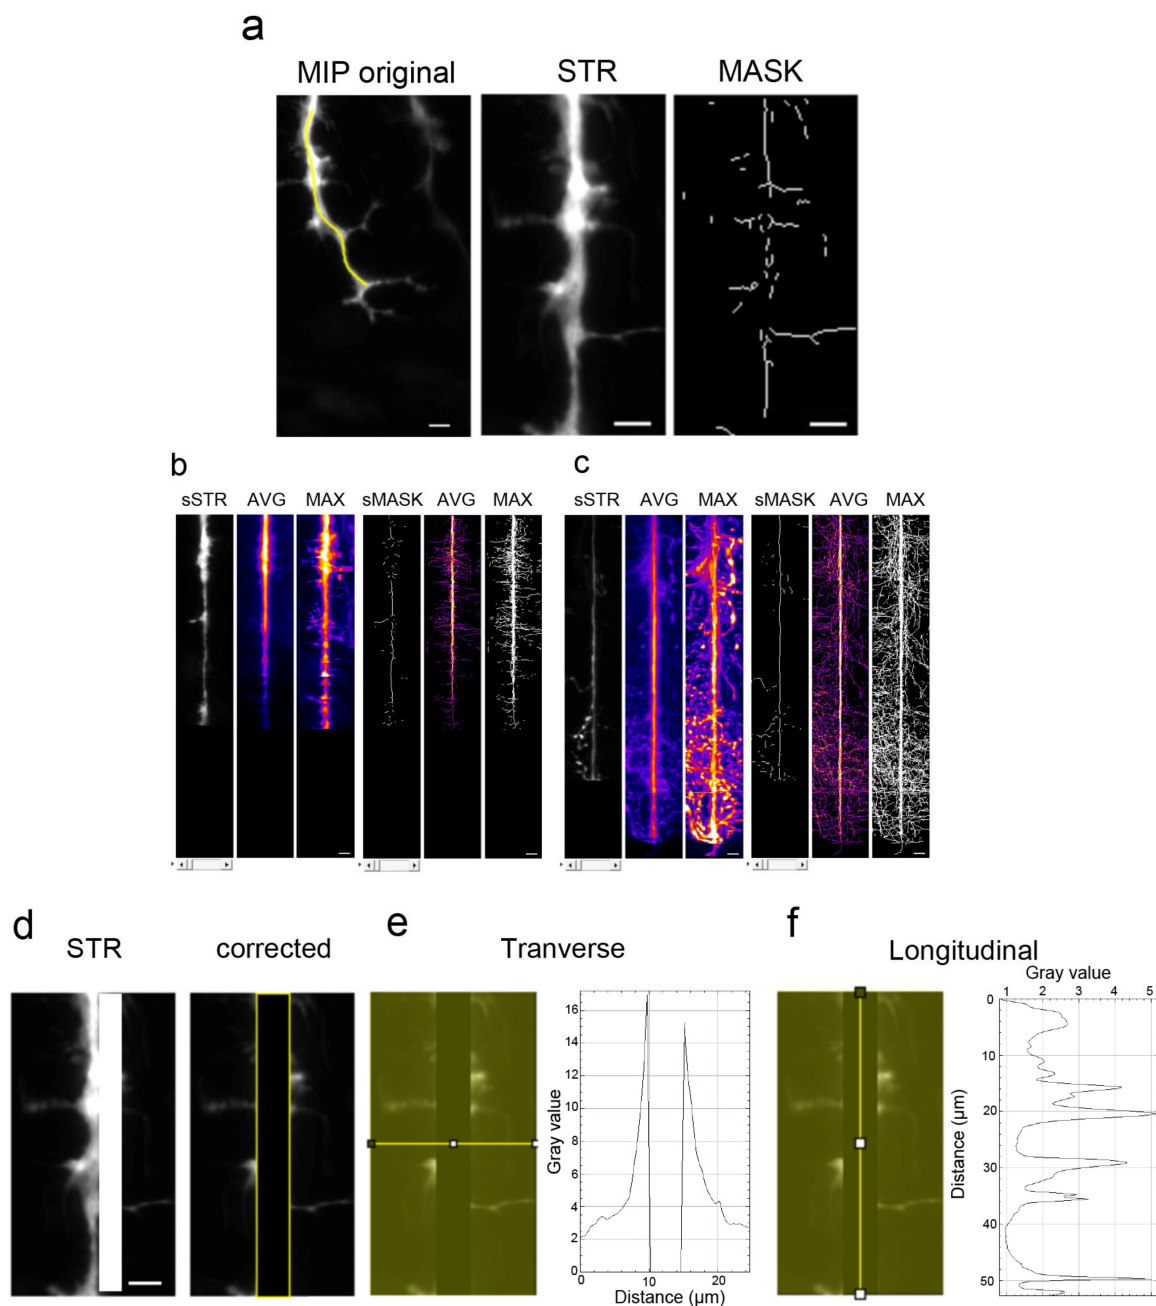 a
MIP original STR MASK
b c
sSTR AVG MAX sMASK AVG MAX sSTR AVG MAX sMASK AVG MAX
d e f
STR corrected Tranverse Longitudinal
Gray value
1 2 3 4 5
16
14
12
10
8
6
4
2
0
Gray value
0 10 20
Distance (µm)
0
10
20
30
40
50
Distance (µm)